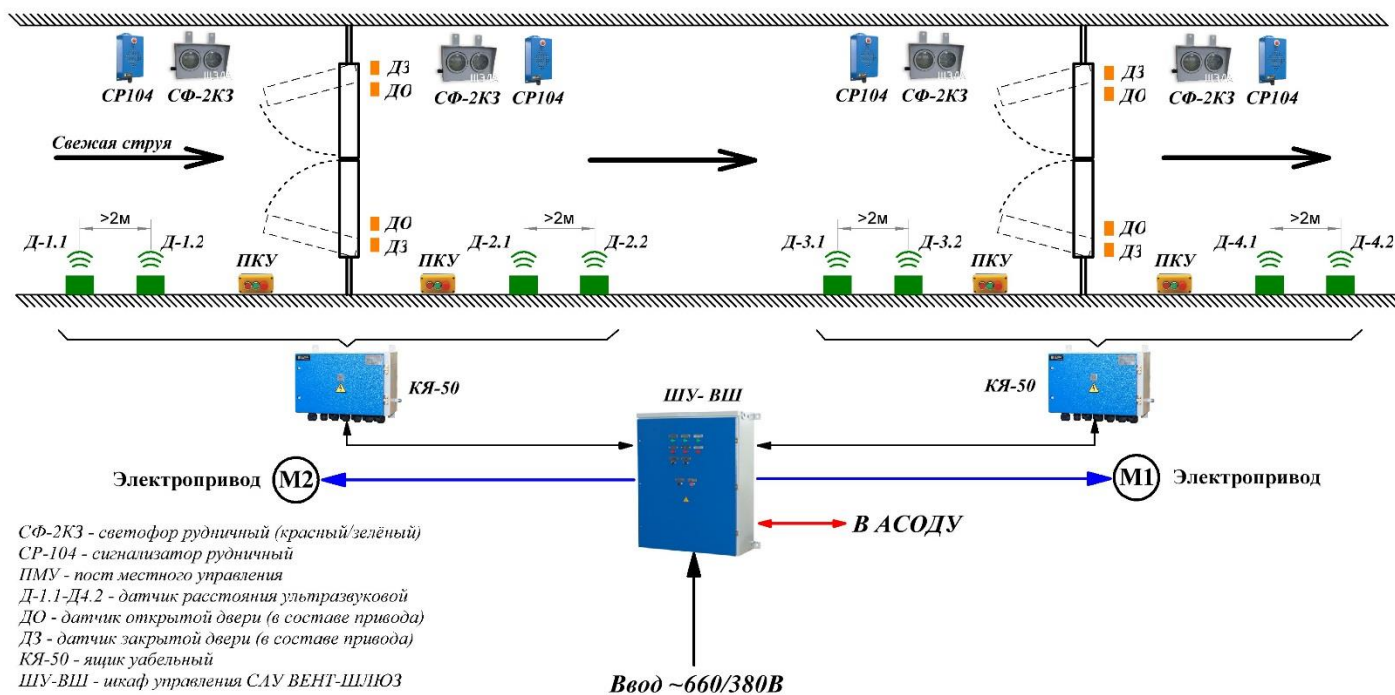 ШЭЛА
ШЭЛА
ШЭЛА
ШЭЛА
СР104 СФ-2КЗ
ДЗ
ДО
СФ-2КЗ СР104
СР104 СФ-2КЗ
ДЗ
ДО
СФ-2КЗ СР104
Свежая струя
ДО
ДЗ
ДО
ДЗ
>2м
>2м
>2м
>2м
Д-1.1
Д-1.2
ПКУ
ПКУ
Д-2.1
Д-2.2
Д-3.1
Д-3.2
ПКУ
ПКУ
Д-4.1
Д-4.2
КЯ-50
ШУ- ВШ
КЯ-50
Электропривод
М2
М1
Электропривод
В АСОДУ
СФ-2КЗ - светофор рудничный (красный/зелёный)
СР-104 - сигнализатор рудничный
ПМУ - пост местного управления
Д-1.1-Д4.2 - датчик расстояния ультразвуковой
ДО - датчик открытой двери (в составе привода)
ДЗ - датчик закрытой двери (в составе привода)
КЯ-50 - ящик уабельный
ШУ-ВШ - шкаф управления САУ ВЕНТ-ШЛЮЗ
Ввод ~660/380В